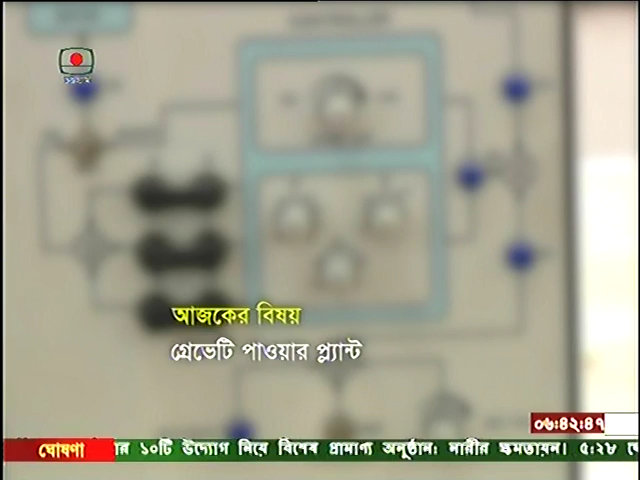 আজকের বিষয়
গ্রেভেটি পাওয়ার প্ল্যান্ট
০৬:৪২:৪৭
ঘোষণা
র ১০টি উদ্যোগ নিয়ে বিশেষ প্রামাণ্য অনুষ্ঠান: নারীর ক্ষমতায়ন। ৫:২৮